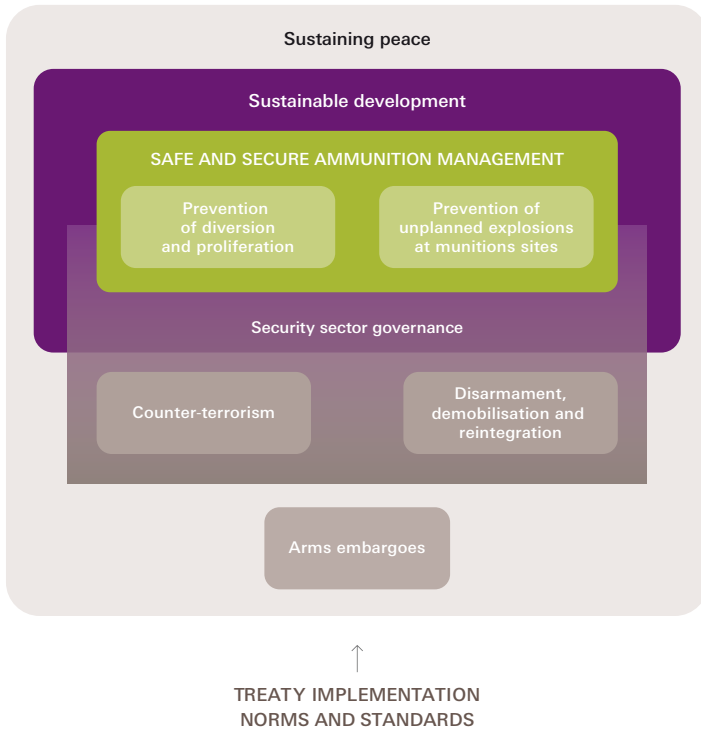 Sustaining peace
Sustainable development
SAFE AND SECURE AMMUNITION MANAGEMENT
Prevention
of diversion
and proliferation
Prevention of
unplanned explosions
at munitions sites
Security sector governance
Counter-terrorism
Disarmament,
demobilisation and
reintegration
Arms embargoes
TREATY IMPLEMENTATION
NORMS AND STANDARDS